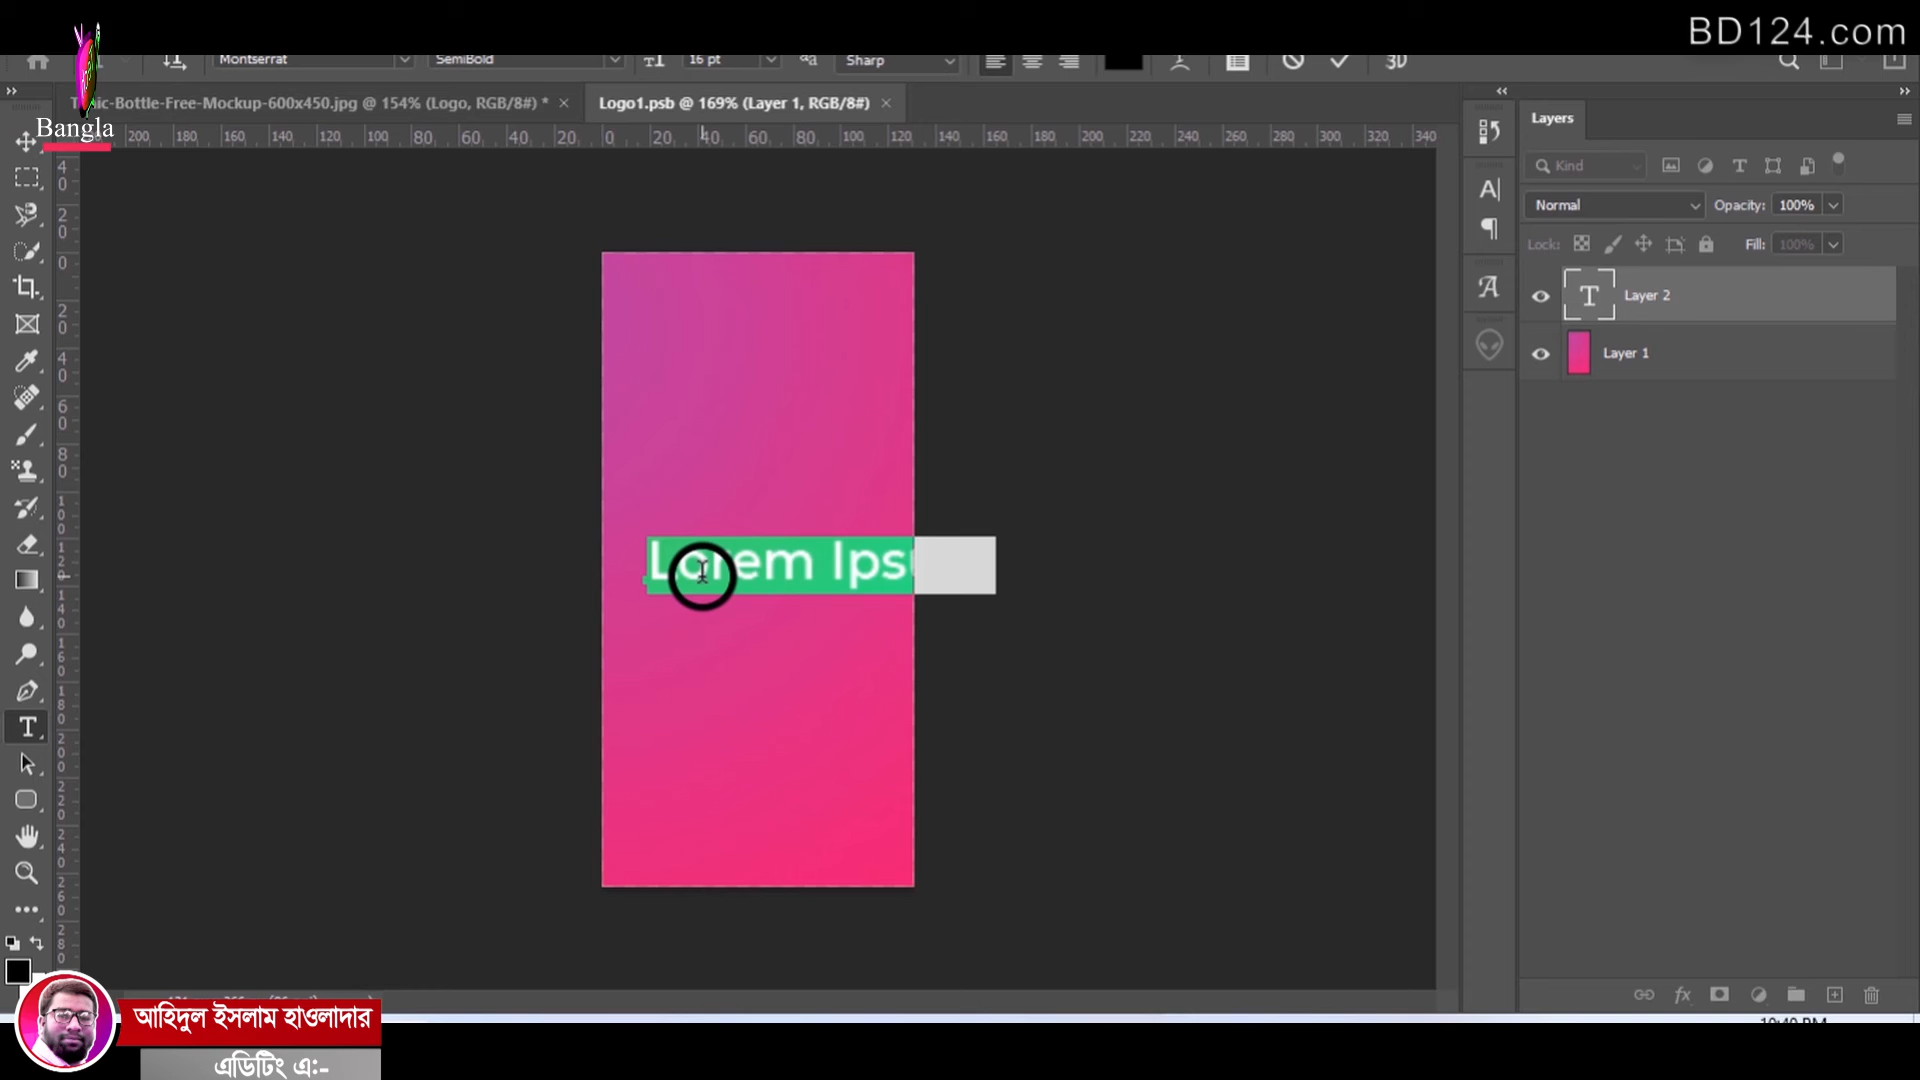 BD124.com
Bangla
Montserrat SemiBold 16 pt Sharp 3D
-Bottle-Free-Mockup-600x450.jpg @ 154% (Logo, RGB/8#) * Logo1.psb @ 169% (Layer 1, RGB/8#)
200 180 160 140 120 100 80 60 40 20 0 20 40 60 80 100 120 140 160 180 200 220 240 260 280 300 320 340
Layers
Kind
Normal Opacity: 100%
Lock: Fill: 100%
Layer 2
Layer 1
Lorem Ips
আহিদুল ইসলাম হাওলাদার
এডিটিং এ:-